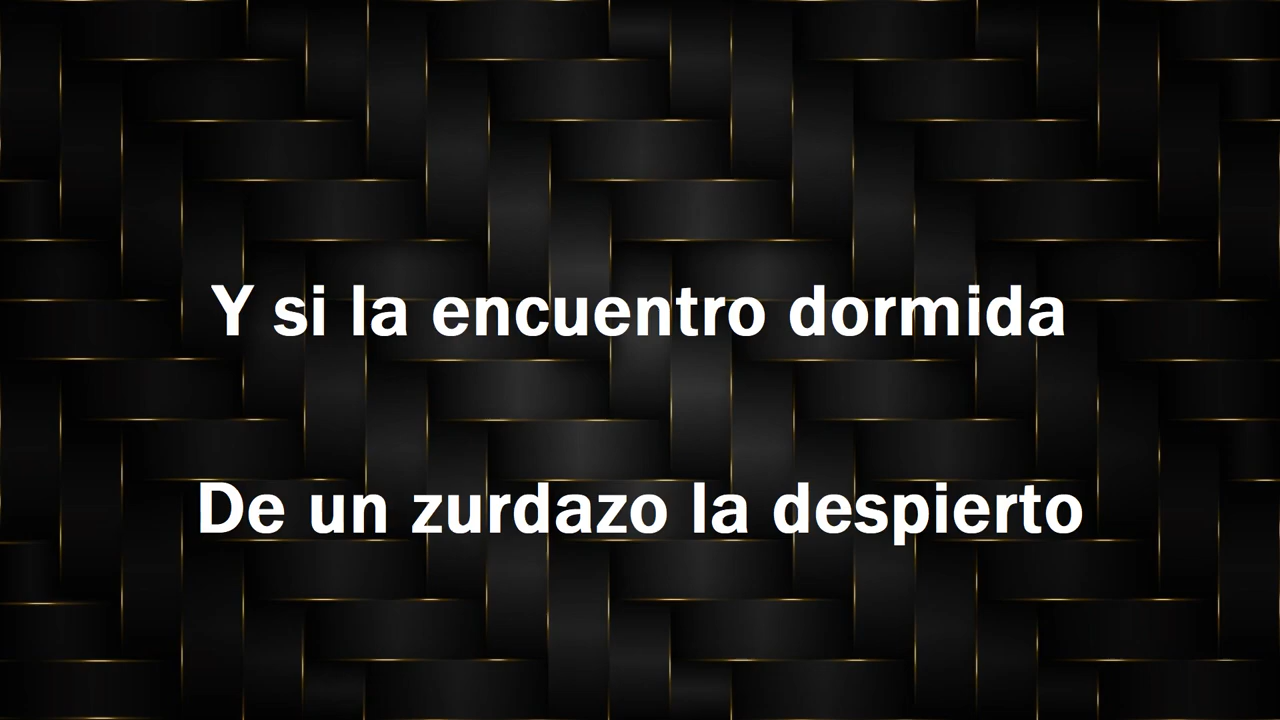 Y si la encuentro dormida
De un zurdazo la despierto